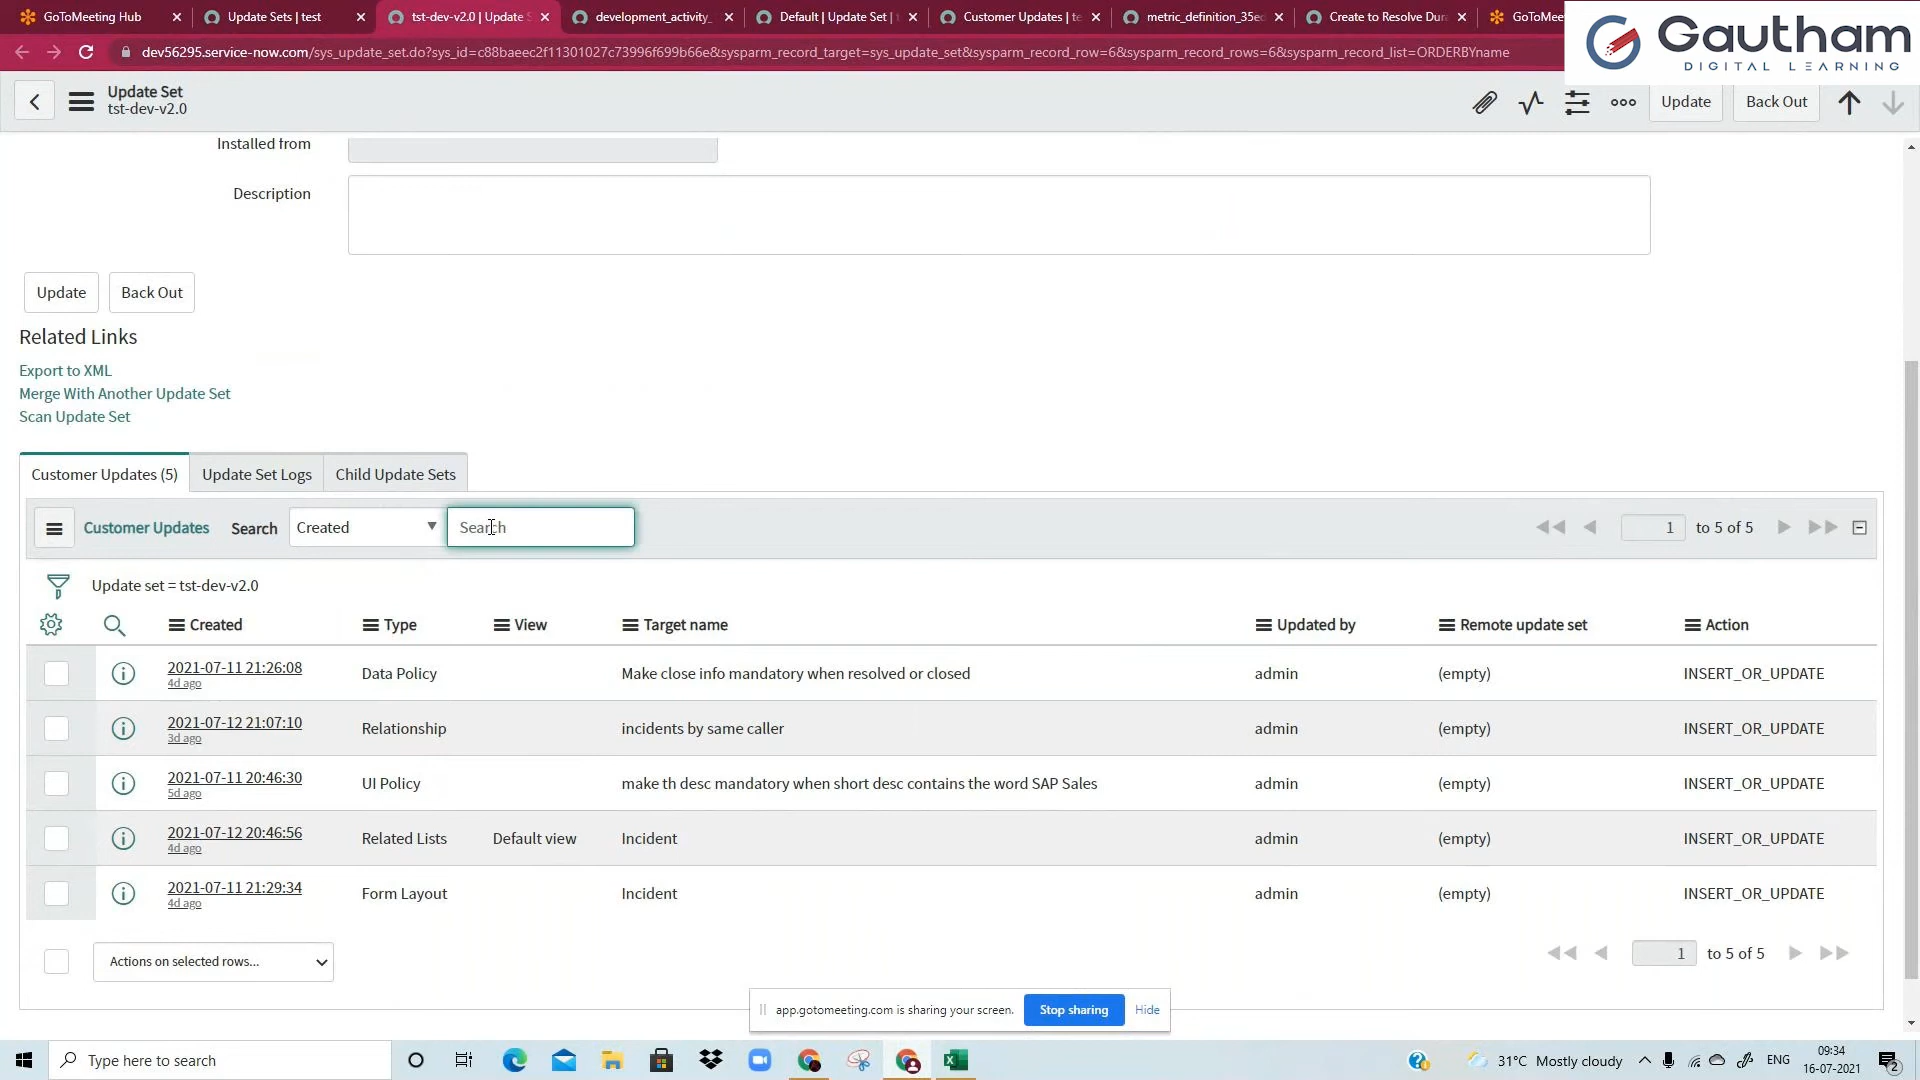 GoToMeeting Hub
Update Sets | test
tst-dev-v2.0 | Update S
development_activity_
Default | Update Set | t
Customer Updates | te
metric_definition_35ed
Create to Resolve Dura
GoToMee
Gautham
DIGITAL LEARNING
dev56295.service-now.com/sys_update_set.do?sys_id=c88baeec2f11301027c73996f699b66e&sysparm_record_target=sys_update_set&sysparm_record_row=6&sysparm_record_rows=6&sysparm_record_list=ORDERBYname
Update Set
tst-dev-v2.0
Update
Back Out
Installed from
Description
Update
Back Out
Related Links
Export to XML
Merge With Another Update Set
Scan Update Set
Customer Updates (5)
Update Set Logs
Child Update Sets
Customer Updates
Search
Created
Search
1 to 5 of 5
Update set = tst-dev-v2.0
Created
Type
View
Target name
Updated by
Remote update set
Action
2021-07-11 21:26:08
4d ago
Data Policy
Make close info mandatory when resolved or closed
admin
(empty)
INSERT_OR_UPDATE
2021-07-12 21:07:10
3d ago
Relationship
incidents by same caller
admin
(empty)
INSERT_OR_UPDATE
2021-07-11 20:46:30
5d ago
UI Policy
make th desc mandatory when short desc contains the word SAP Sales
admin
(empty)
INSERT_OR_UPDATE
2021-07-12 20:46:56
4d ago
Related Lists
Default view
Incident
admin
(empty)
INSERT_OR_UPDATE
2021-07-11 21:29:34
4d ago
Form Layout
Incident
admin
(empty)
INSERT_OR_UPDATE
Actions on selected rows...
1 to 5 of 5
app.gotomeeting.com is sharing your screen.
Stop sharing
Hide
Type here to search
31°C Mostly cloudy
ENG
09:34
16-07-2021
2